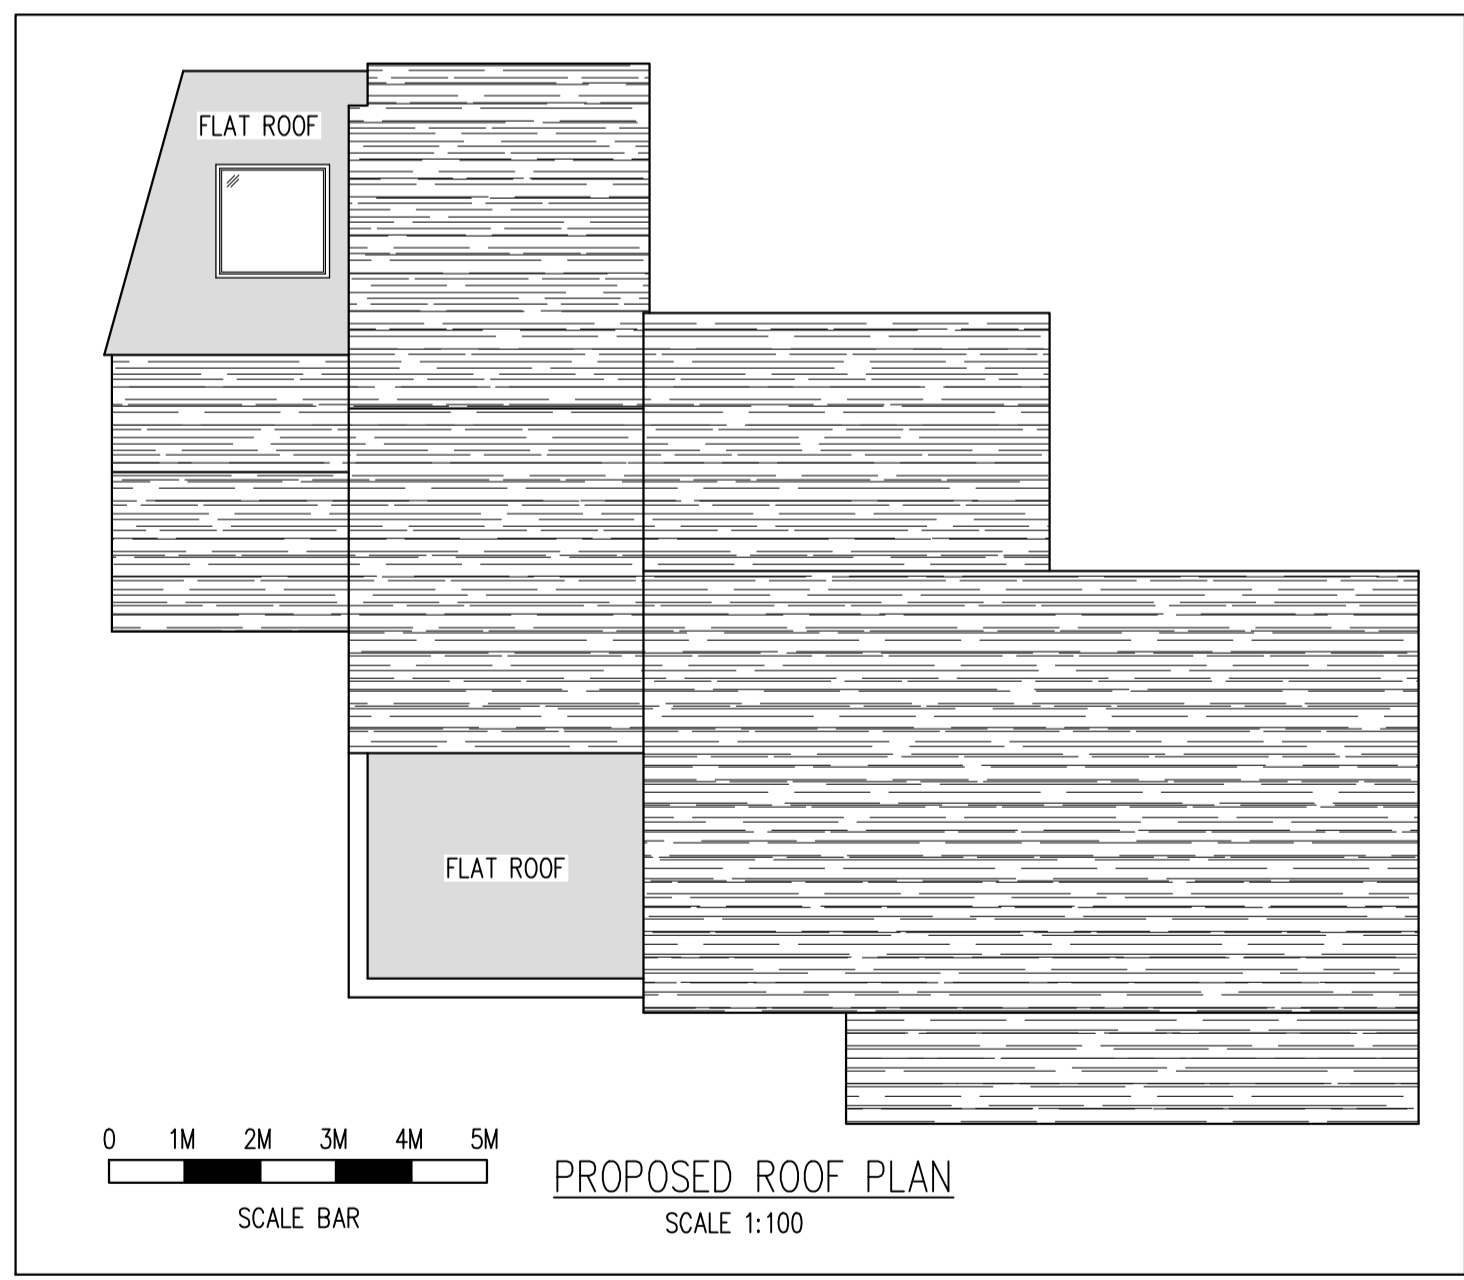 FLAT ROOF
FLAT ROOF
0 1M 2M 3M 4M 5M
SCALE BAR
PROPOSED ROOF PLAN
SCALE 1:100